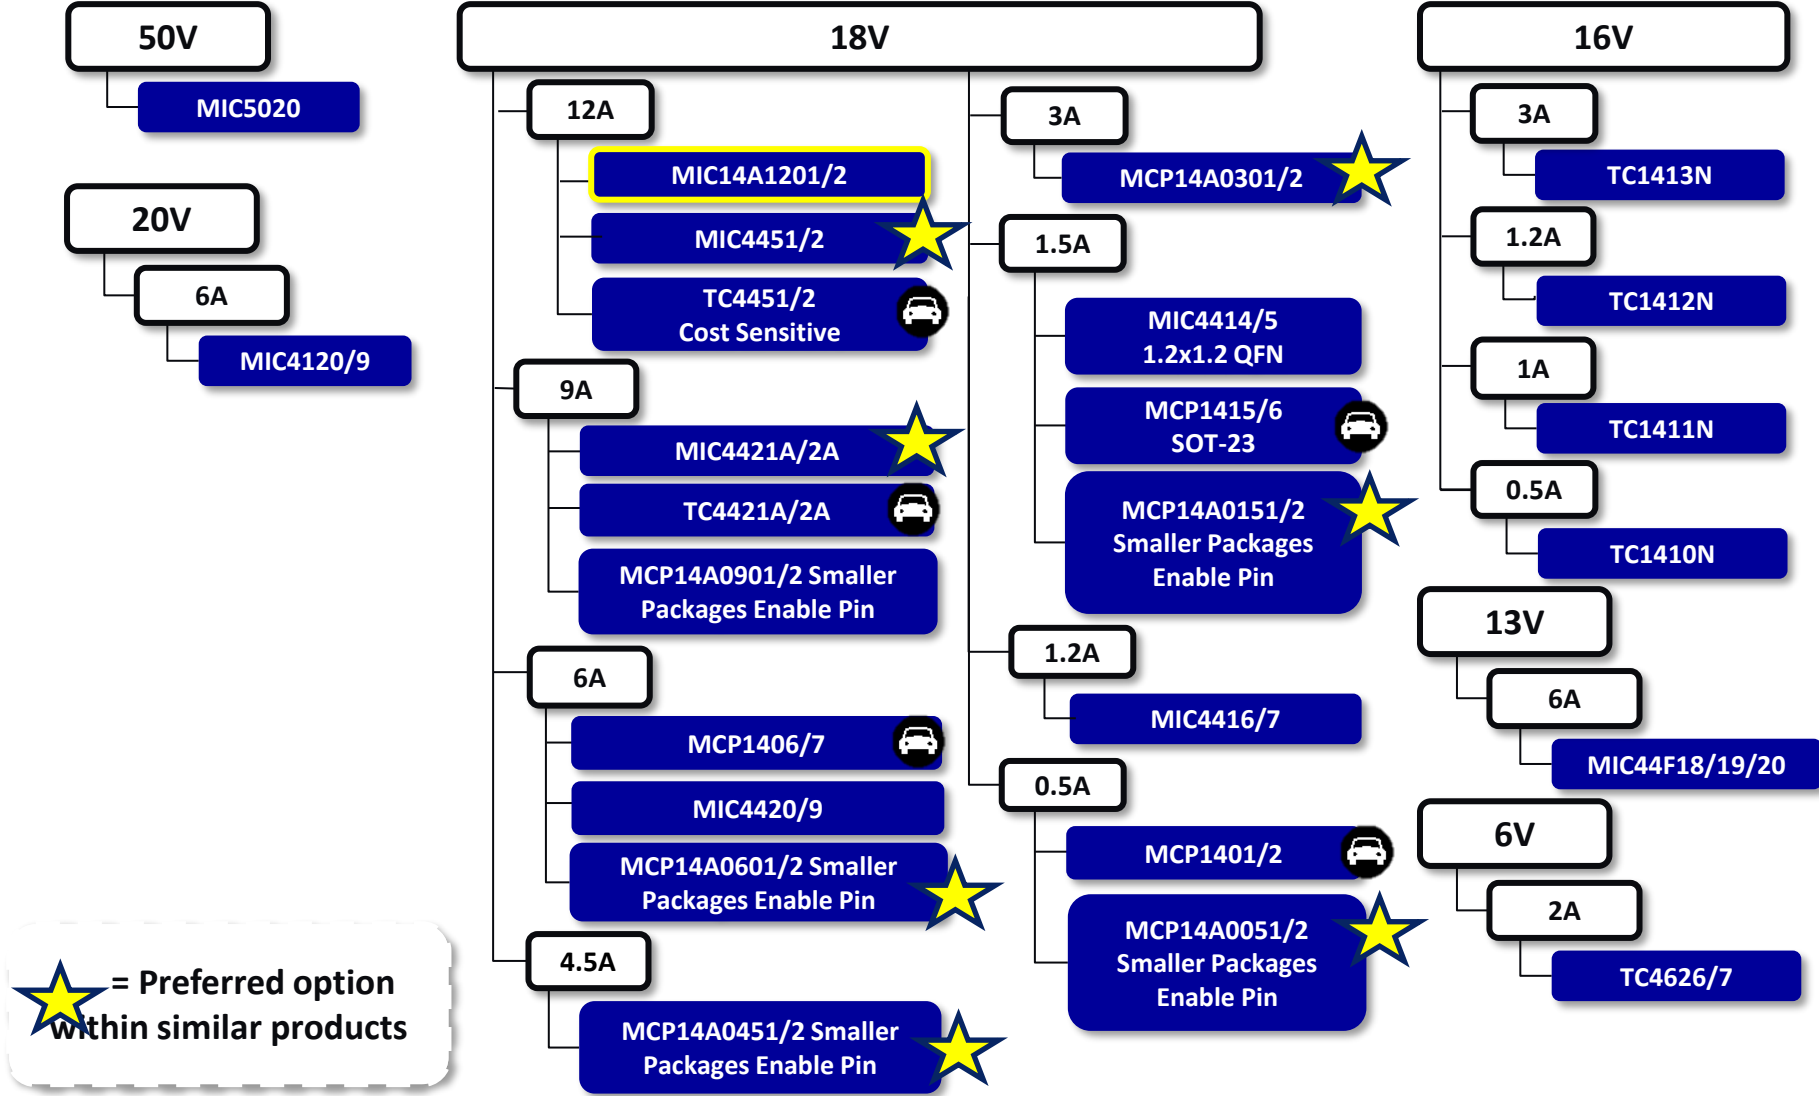 50V
MIC5020
20V
6A
MIC4120/9
18V
12A
MIC14A1201/2
MIC4451/2
TC4451/2
Cost Sensitive
9A
MIC4421A/2A
TC4421A/2A
MCP14A0901/2 Smaller
Packages Enable Pin
6A
MCP1406/7
MIC4420/9
MCP14A0601/2 Smaller
Packages Enable Pin
4.5A
MCP14A0451/2 Smaller
Packages Enable Pin
3A
MCP14A0301/2
1.5A
MIC4414/5
1.2x1.2 QFN
MCP1415/6
SOT-23
MCP14A0151/2
Smaller Packages
Enable Pin
1.2A
MIC4416/7
0.5A
MCP1401/2
MCP14A0051/2
Smaller Packages
Enable Pin
16V
3A
TC1413N
1.2A
TC1412N
1A
TC1411N
0.5A
TC1410N
13V
6A
MIC44F18/19/20
6V
2A
TC4626/7
= Preferred option
within similar products